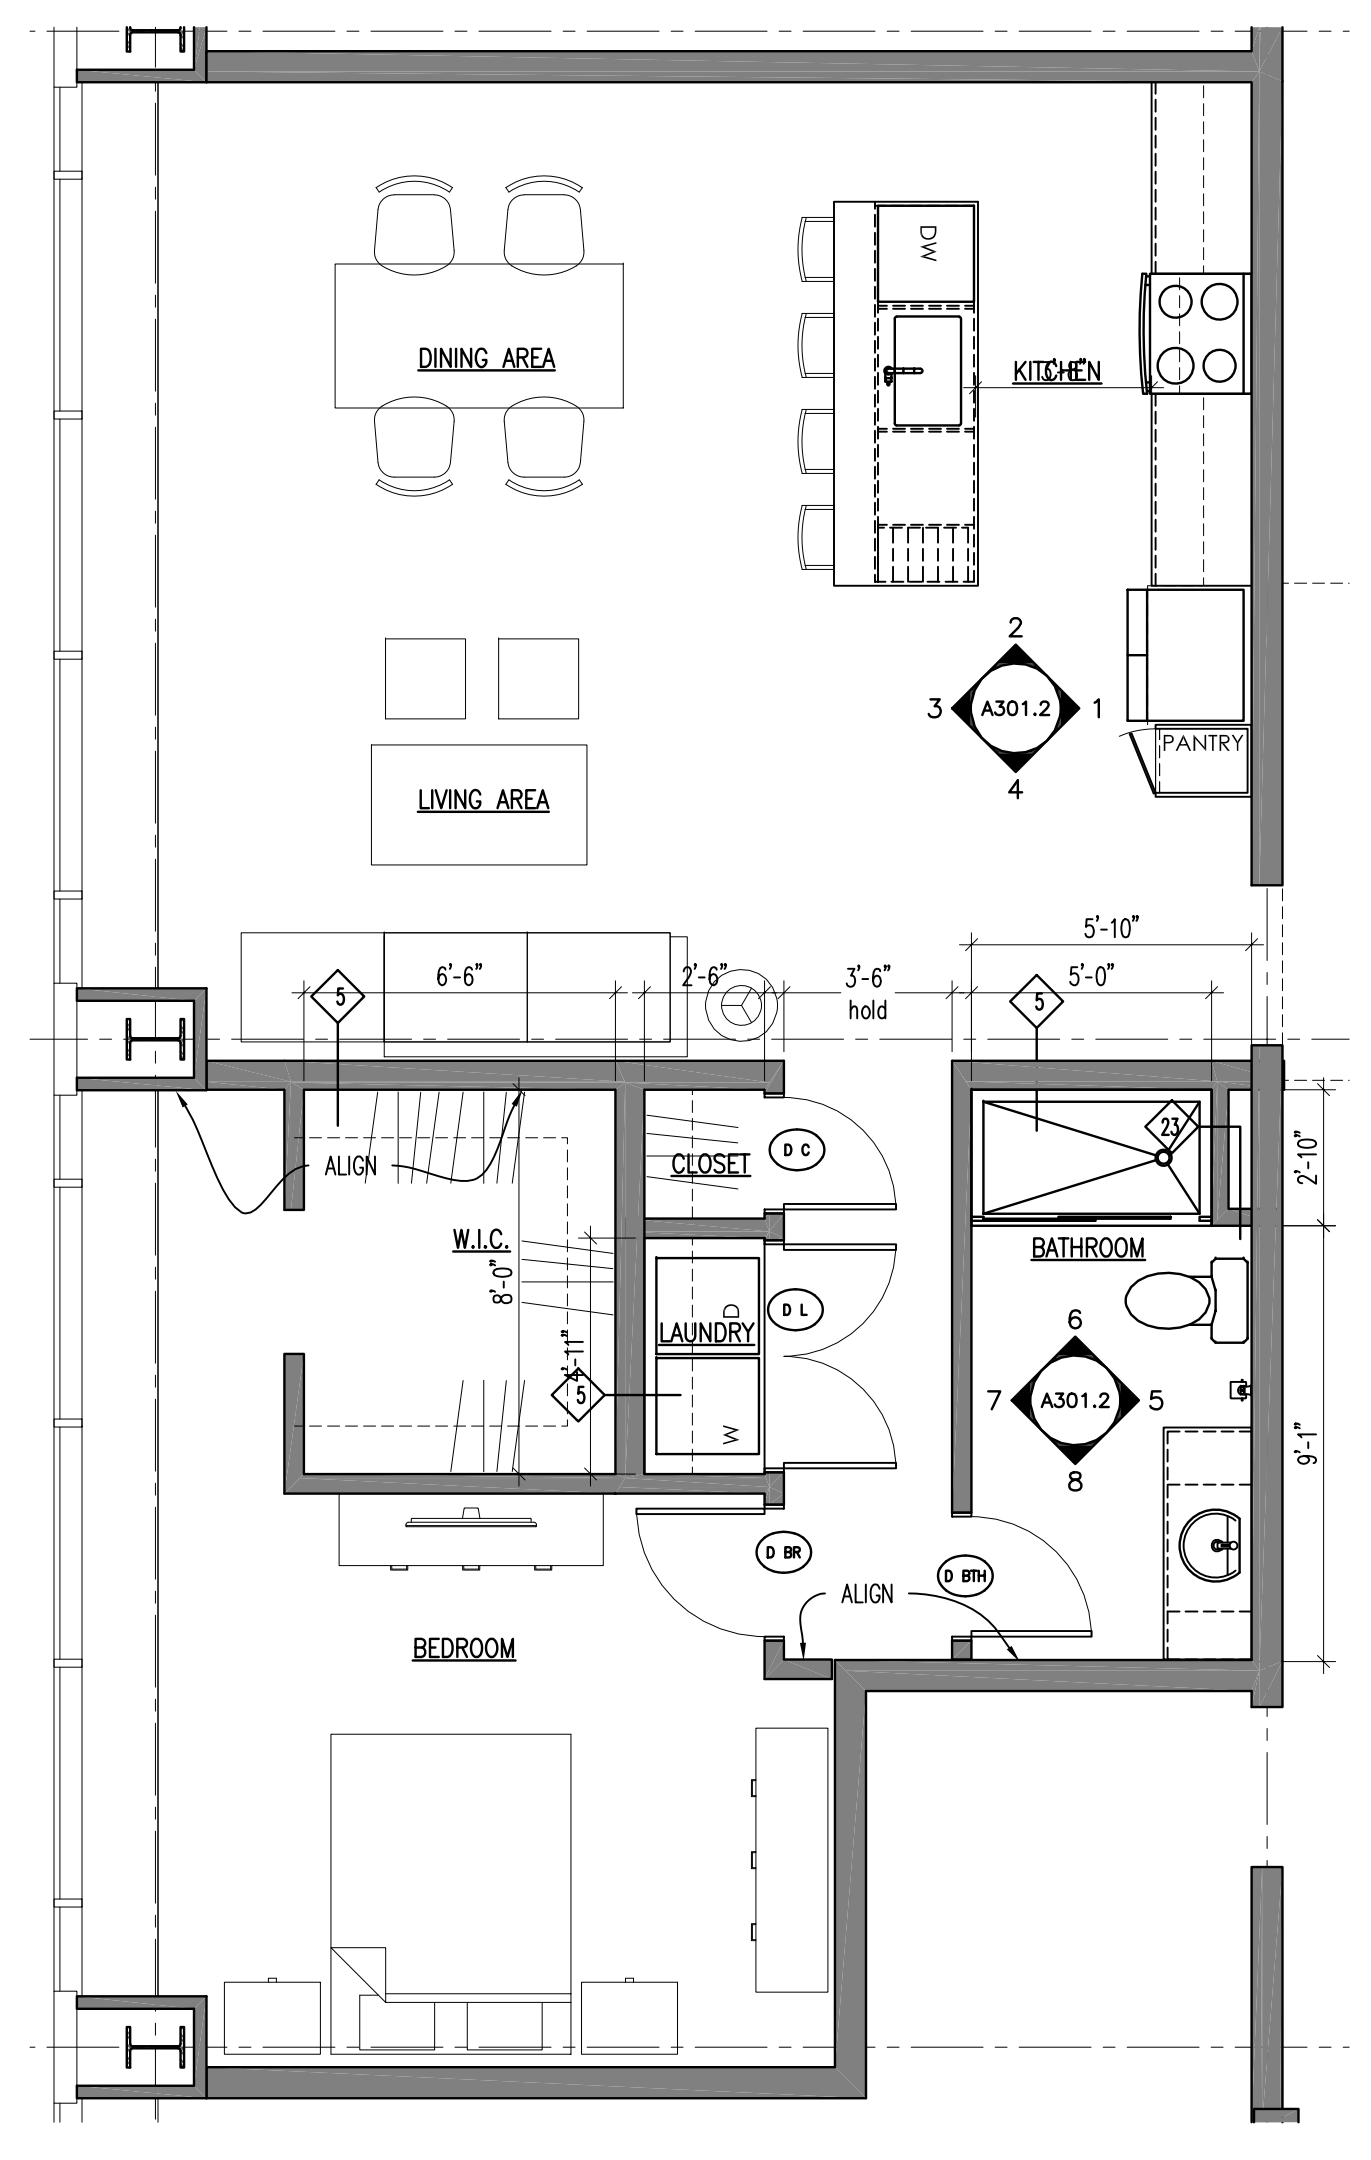 DW
DINING AREA
KITCHEN
2
3
A301.2
1
4
PANTRY
LIVING AREA
5'-10"
6'-6"
2'-6"
3'-6"
5'-0"
hold
5
5
23
D C
2'-10"
ALIGN
CLOSET
W.I.C.
BATHROOM
8'-0"
D
D L
LAUNDRY
4'-11"
6
5
7
A301.2
5
W
8
9'-1"
D BR
D BTH
ALIGN
BEDROOM